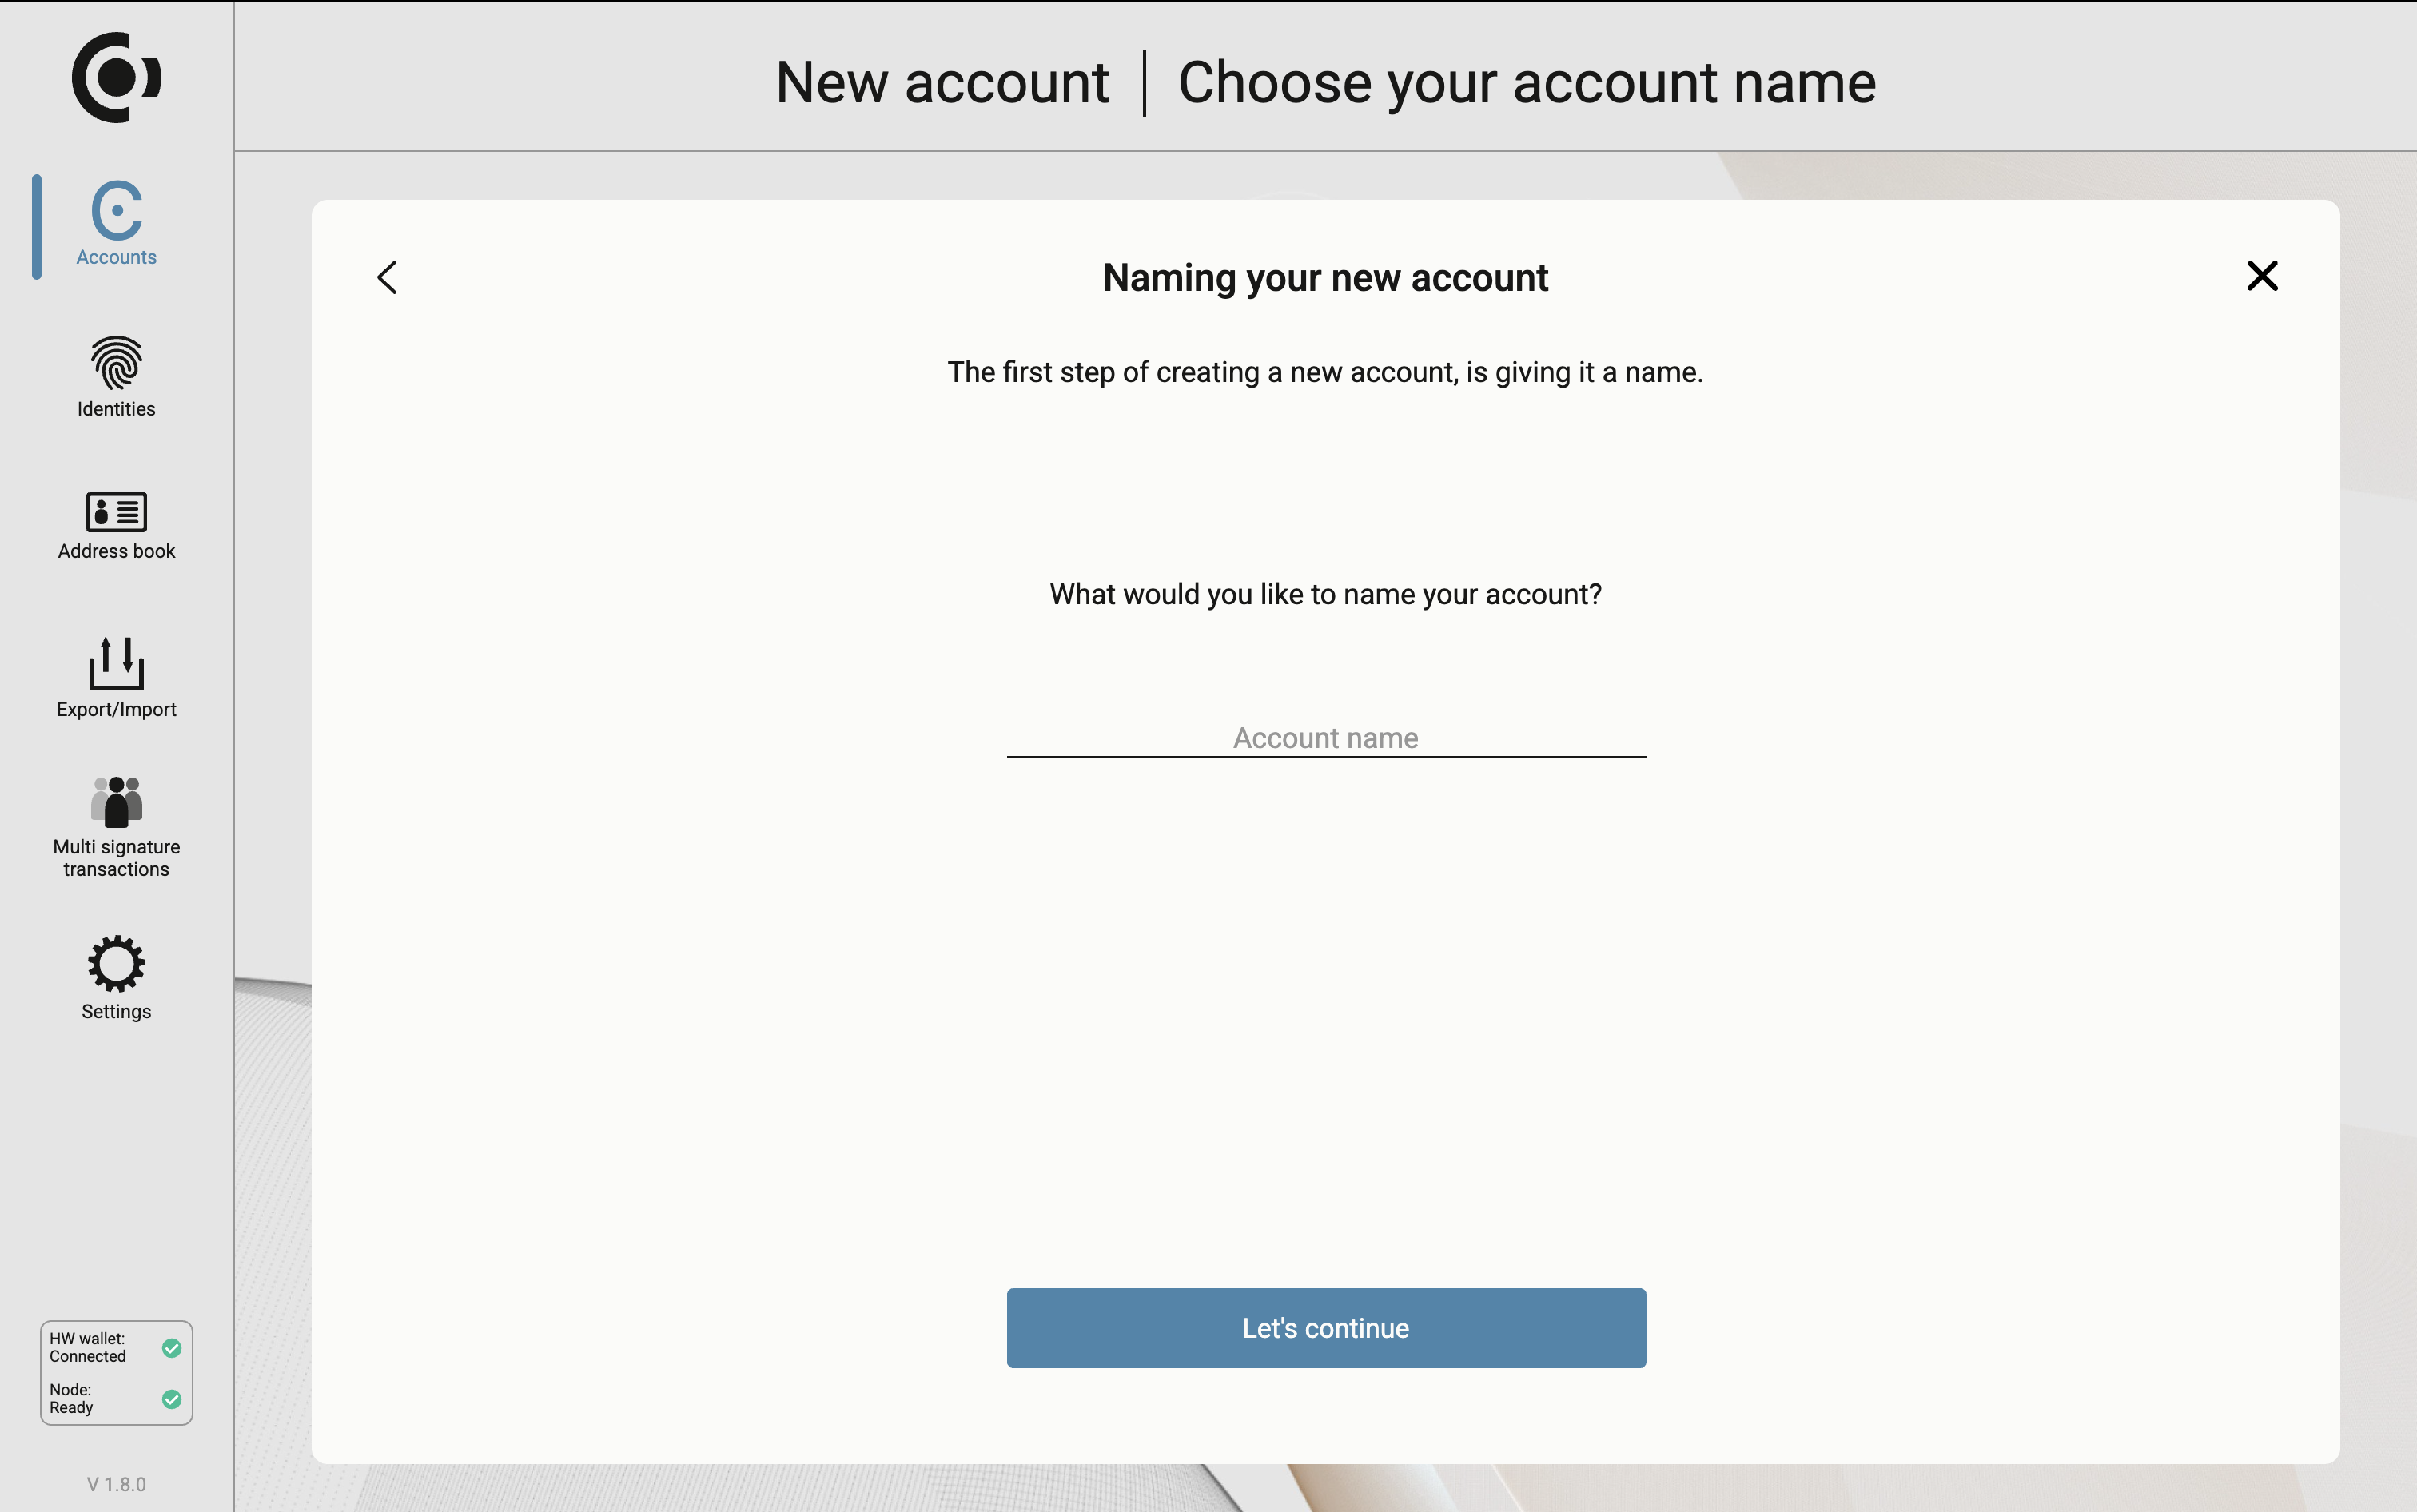 New account | Choose your account name
Accounts
Identities
Address book
Export/Import
Multi signature
transactions
Settings
HW wallet:
Connected
Node:
Ready
V 1.8.0
Naming your new account
The first step of creating a new account, is giving it a name.
What would you like to name your account?
Account name
Let's continue